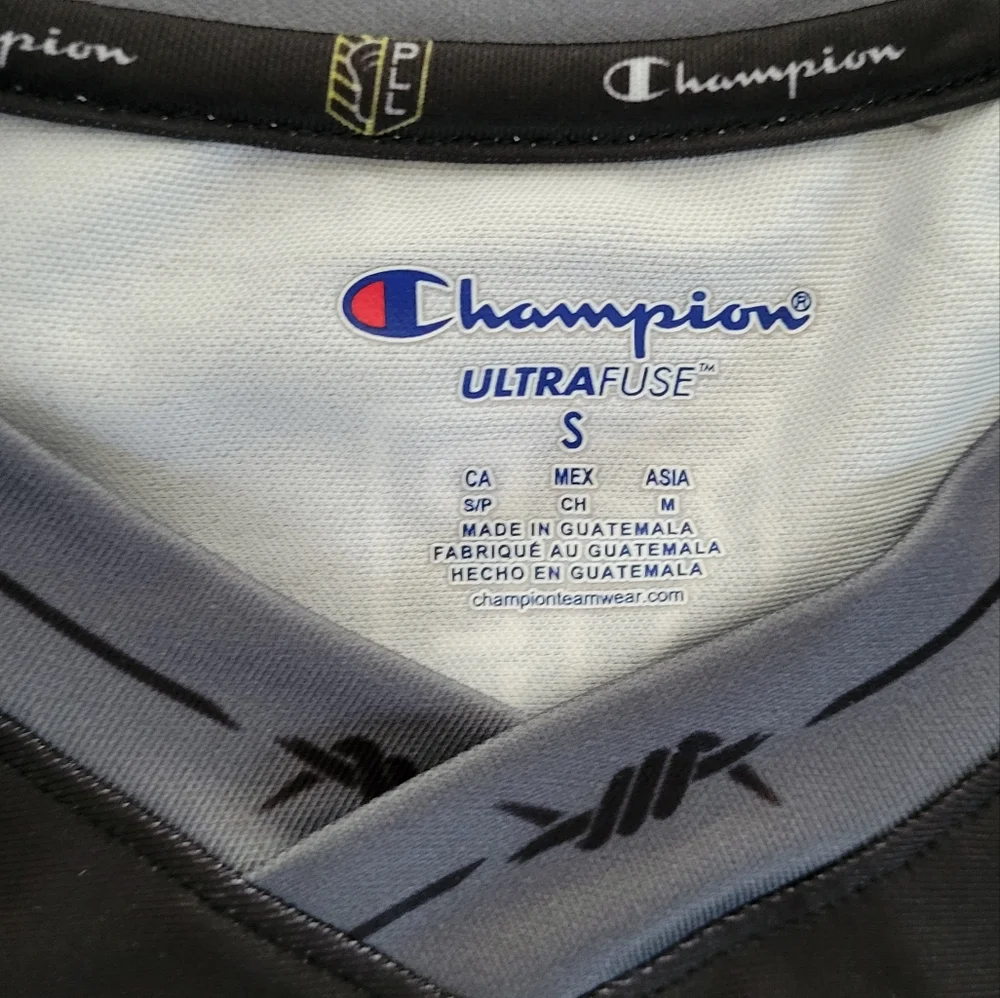 pion PLL Champion
Champion®
ULTRAFUSE™
S
CA MEX ASIA
S/P CH M
MADE IN GUATEMALA
FABRIQUÉ AU GUATEMALA
HECHO EN GUATEMALA
championteamwear.com